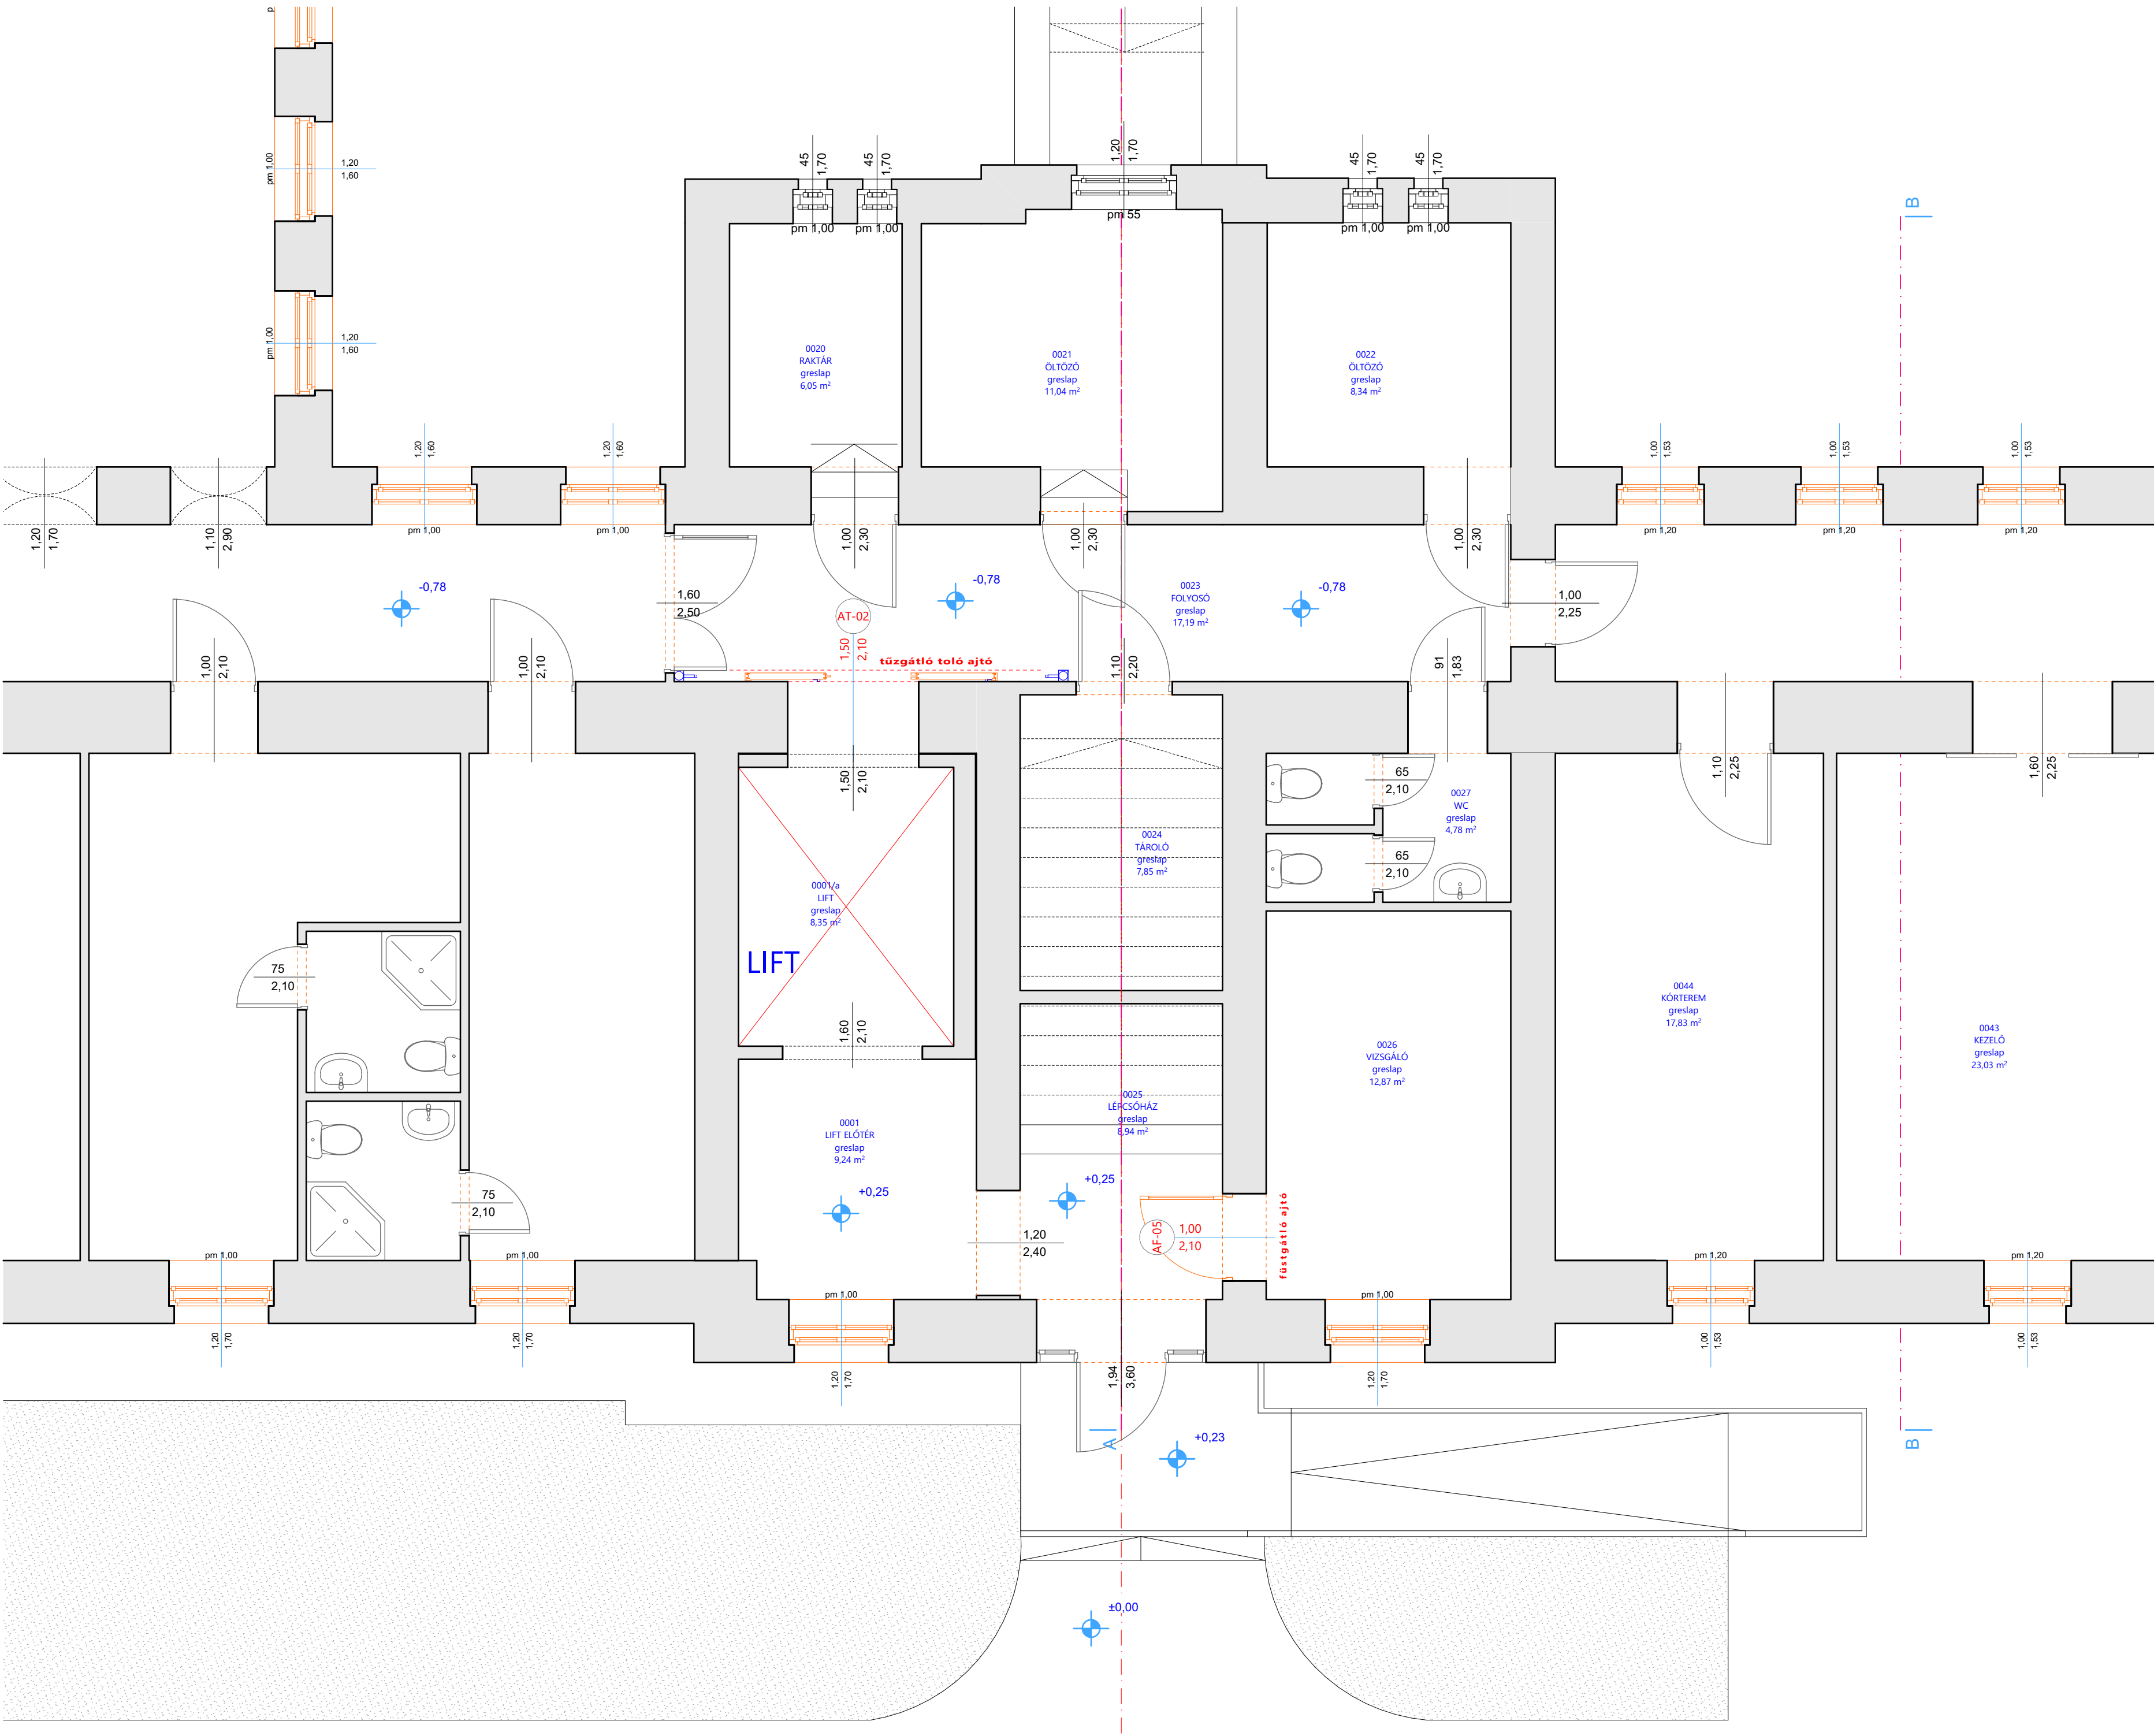 p
pm 1,00
1,20
1,60
pm 1,00
1,20
1,60
45
1,70
45
1,70
1,20
1,70
45
1,70
45
1,70
pm 1,00
pm 1,00
pm 55
pm 1,00
pm 1,00
B
0020
RAKTÁR
greslap
6,05 m²
0021
ÖLTÖZŐ
greslap
11,04 m²
0022
ÖLTÖZŐ
greslap
8,34 m²
1,20
1,60
1,20
1,60
1,00
1,53
1,00
1,53
1,00
1,53
1,20
1,70
1,10
2,90
pm 1,00
pm 1,00
1,00
2,30
1,00
2,30
1,00
2,30
pm 1,20
pm 1,20
pm 1,20
-0,78
-0,78
-0,78
0023
FOLYOSÓ
greslap
17,19 m²
1,60
2,50
1,00
2,25
AT-02
1,50
2,10
tűzgátló toló ajtó
1,00
2,10
1,00
2,10
1,10
2,20
91
1,83
1,50
2,10
1,10
2,25
1,60
2,25
65
2,10
0027
WC
greslap
4,78 m²
65
2,10
0024
TÁROLÓ
greslap
7,85 m²
0001/a
LIFT
greslap
8,35 m²
LIFT
75
2,10
1,60
2,10
0044
KÓRTEREM
greslap
17,83 m²
0043
KEZELŐ
greslap
23,03 m²
0026
VIZSGÁLÓ
greslap
12,87 m²
0025
LÉPCSŐHÁZ
greslap
8,94 m²
0001
LIFT ELŐTÉR
greslap
9,24 m²
+0,25
+0,25
75
2,10
1,20
2,40
AF-05
1,00
2,10
füstgátló ajtó
pm 1,00
pm 1,00
pm 1,00
pm 1,00
pm 1,20
pm 1,20
1,20
1,70
1,20
1,70
1,20
1,70
1,94
3,60
1,20
1,70
1,00
1,53
1,00
1,53
A
+0,23
B
±0,00